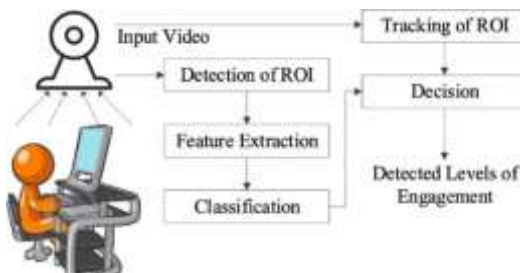 Input Video
Tracking of ROI
Detection of ROI
Decision
Feature Extraction
Detected Levels of
Engagement
Classification